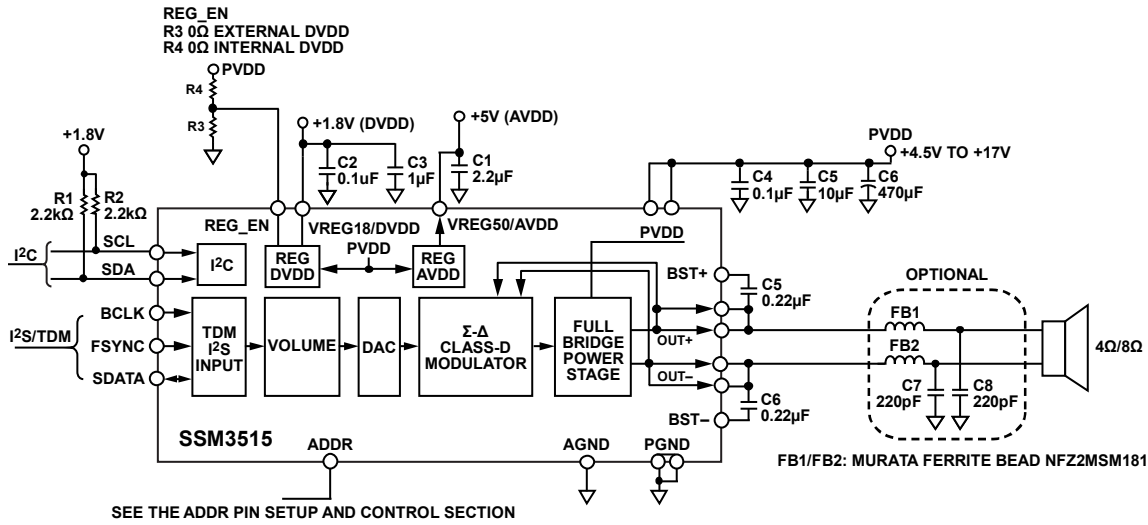 REG_EN
R3 0Ω EXTERNAL DVDD
R4 0Ω INTERNAL DVDD
PVDD
R4
R3
+1.8V
R1
2.2kΩ
R2
2.2kΩ
+1.8V (DVDD)
C2
0.1uF
C3
1µF
+5V (AVDD)
C1
2.2µF
PVDD
+4.5V TO +17V
C4
0.1µF
C5
10µF
C6
470µF
REG_EN
VREG18/DVDD
VREG50/AVDD
PVDD
I²C
SCL
SDA
I²C
REG
DVDD
PVDD
REG
AVDD
BST+
C5
0.22µF
OPTIONAL
I²S/TDM
BCLK
FSYNC
SDATA
TDM
I²S
INPUT
VOLUME
DAC
Σ-Δ
CLASS-D
MODULATOR
FULL
BRIDGE
POWER
STAGE
OUT+
OUT–
FB1
FB2
4Ω/8Ω
C6
0.22µF
C7
220pF
C8
220pF
BST–
SSM3515
ADDR
AGND
PGND
FB1/FB2: MURATA FERRITE BEAD NFZ2MSM181
SEE THE ADDR PIN SETUP AND CONTROL SECTION